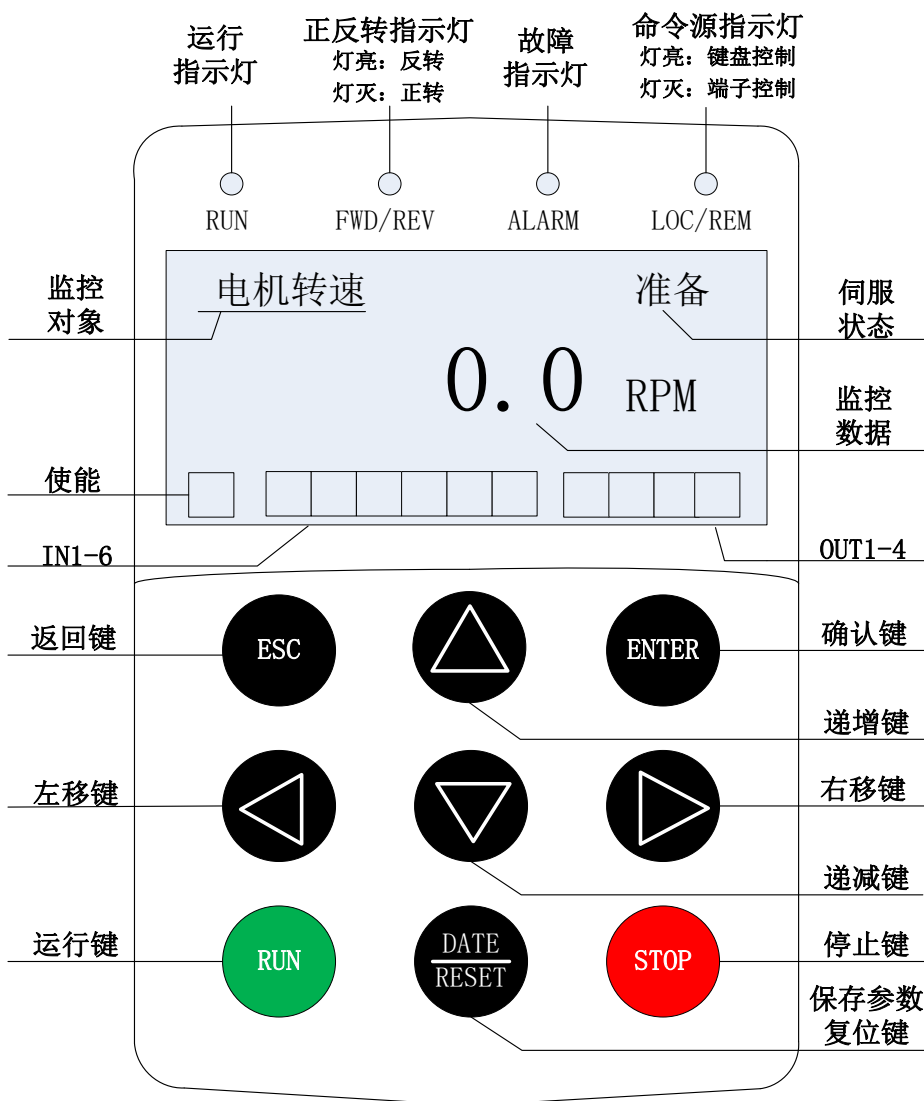 运行
指示灯
正反转指示灯
灯亮：反转
灯灭：正转
故障
指示灯
命令源指示灯
灯亮：键盘控制
灯灭：端子控制
RUN
FWD/REV
ALARM
LOC/REM
监控
对象
电机转速
准备
伺服
状态
0.0 RPM
监控
数据
使能
IN1-6
OUT1-4
返回键
ESC
ENTER
确认键
递增键
左移键
右移键
递减键
运行键
RUN
DATE
RESET
STOP
停止键
保存参数
复位键